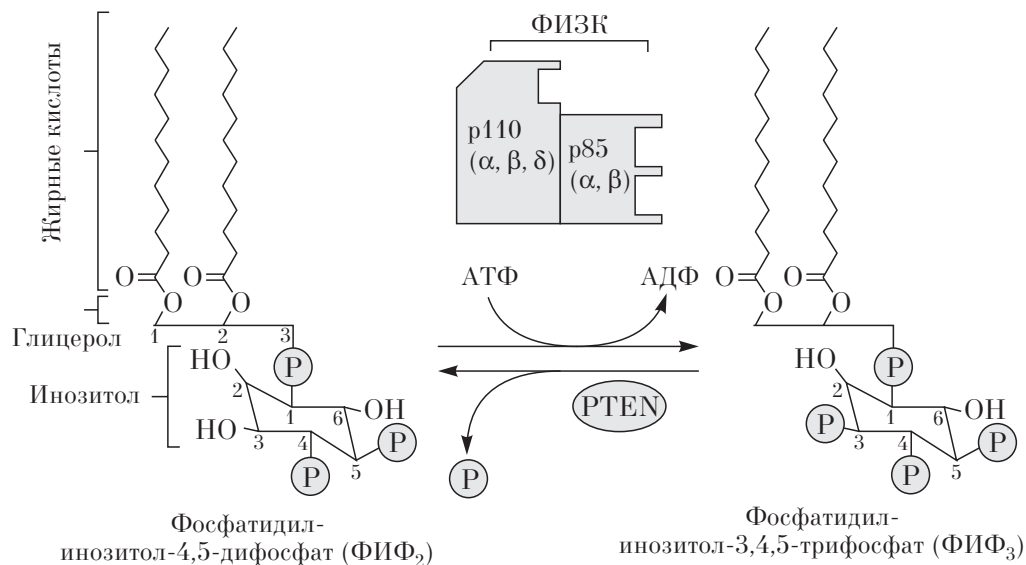 ФИЗК
Жирные кислоты
p110
(α, β, δ)
p85
(α, β)
O
O
O
O
АТФ
АДФ
O
O
O
O
Глицерол
1
2
3
P
HO
Инозитол
2
1
6
OH
HO
3
4
5
P
P
PTEN
P
P
HO
2
1
6
OH
P
3
4
5
P
P
Фосфатидил-
инозитол-4,5-дифосфат (ФИФ₂)
Фосфатидил-
инозитол-3,4,5-трифосфат (ФИФ₃)